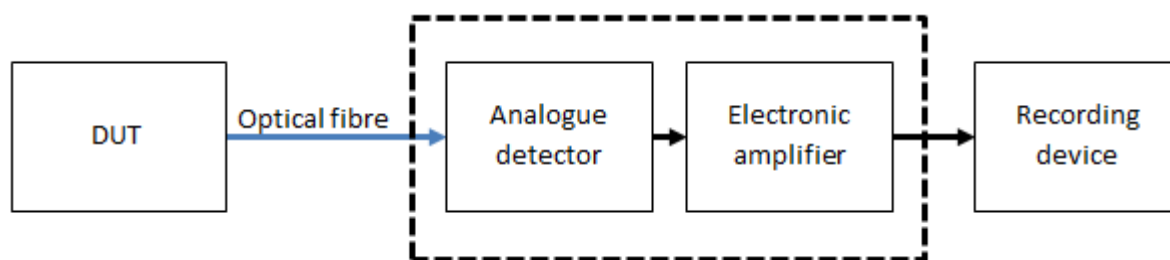 DUT
Optical fibre
Analogue
detector
Electronic
amplifier
Recording
device